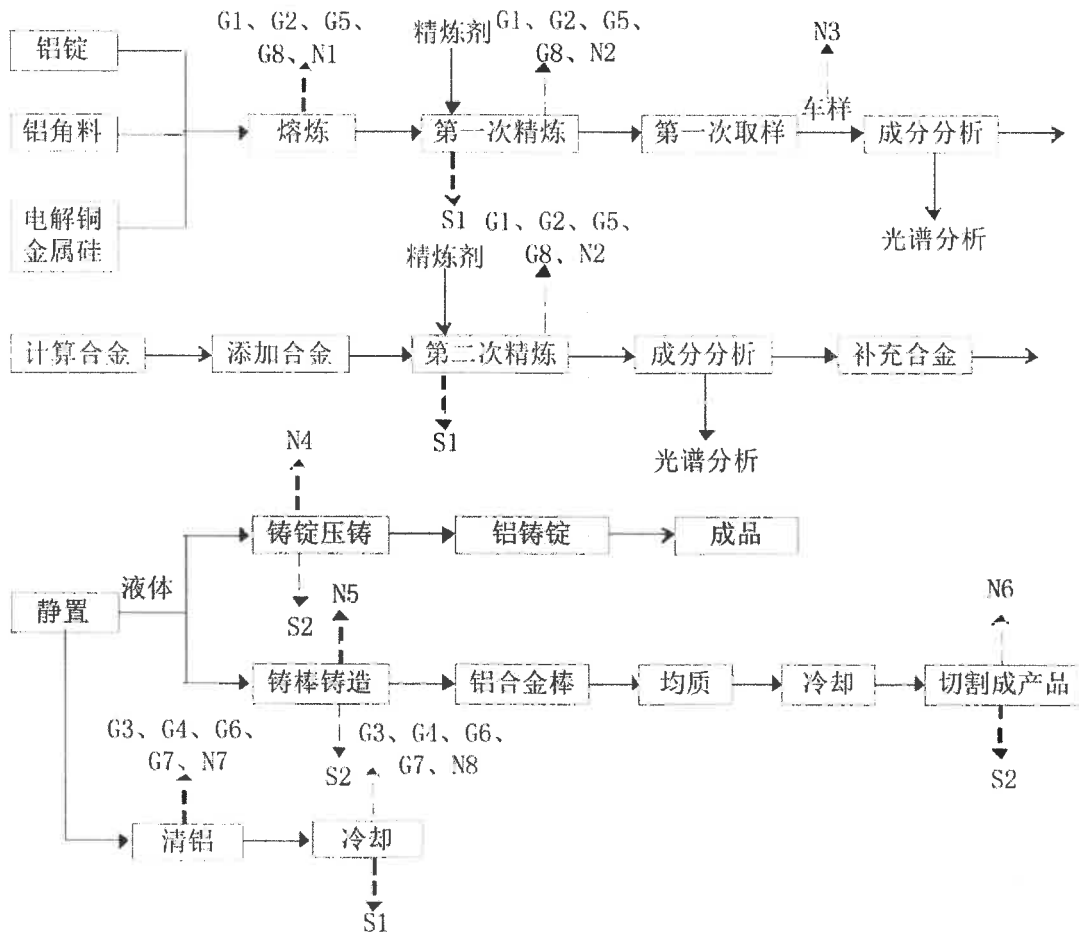 G1、G2、G5、
G8、N1
精炼剂
G1、G2、G5、
G8、N2
N3
铝锭
铝角料
电解铜
金属硅
熔炼
第一次精炼
第一次取样
车样
成分分析
S1
光谱分析
精炼剂
G1、G2、G5、
G8、N2
计算合金
添加合金
第二次精炼
成分分析
补充合金
S1
光谱分析
N4
铸锭压铸
铝铸锭
成品
S2
静置
液体
N5
N6
铸棒铸造
铝合金棒
均质
冷却
切割成产品
S2
S2
G3、G4、G6、
G7、N7
G3、G4、G6、
G7、N8
清铝
冷却
S1